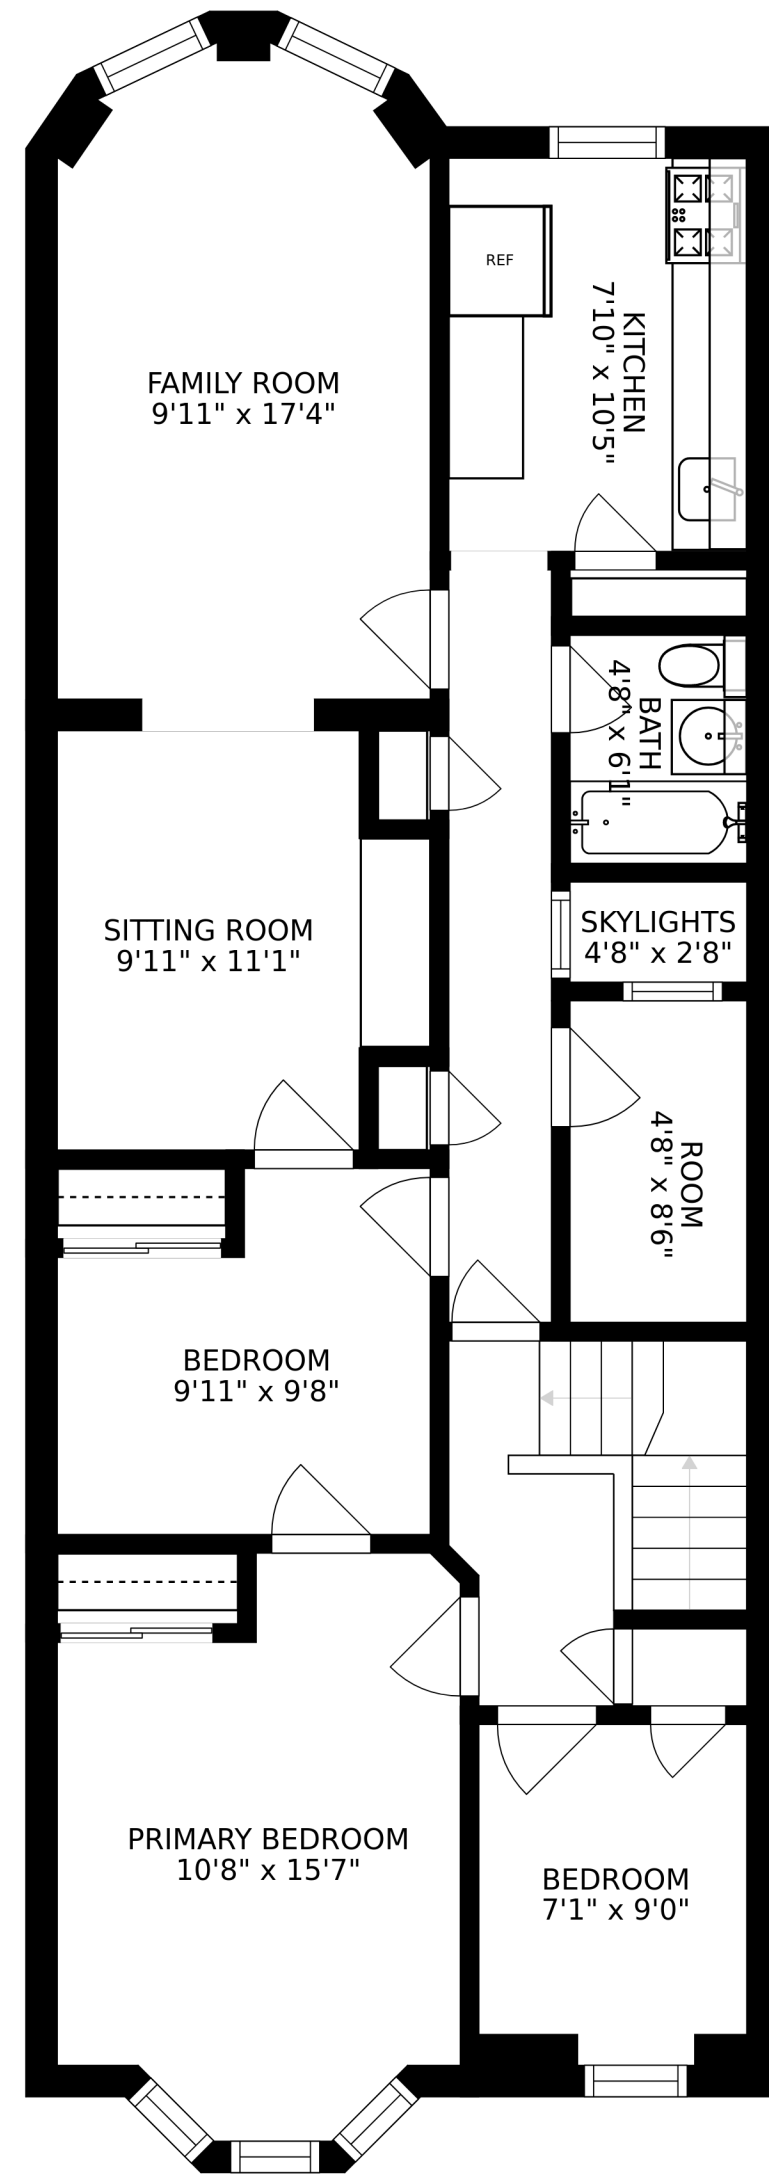 REF
KITCHEN
7'10" x 10'5"
FAMILY ROOM
9'11" x 17'4"
BATH
4'8" x 6'1"
SKYLIGHTS
4'8" x 2'8"
SITTING ROOM
9'11" x 11'1"
ROOM
4'8" x 8'6"
BEDROOM
9'11" x 9'8"
PRIMARY BEDROOM
10'8" x 15'7"
BEDROOM
7'1" x 9'0"